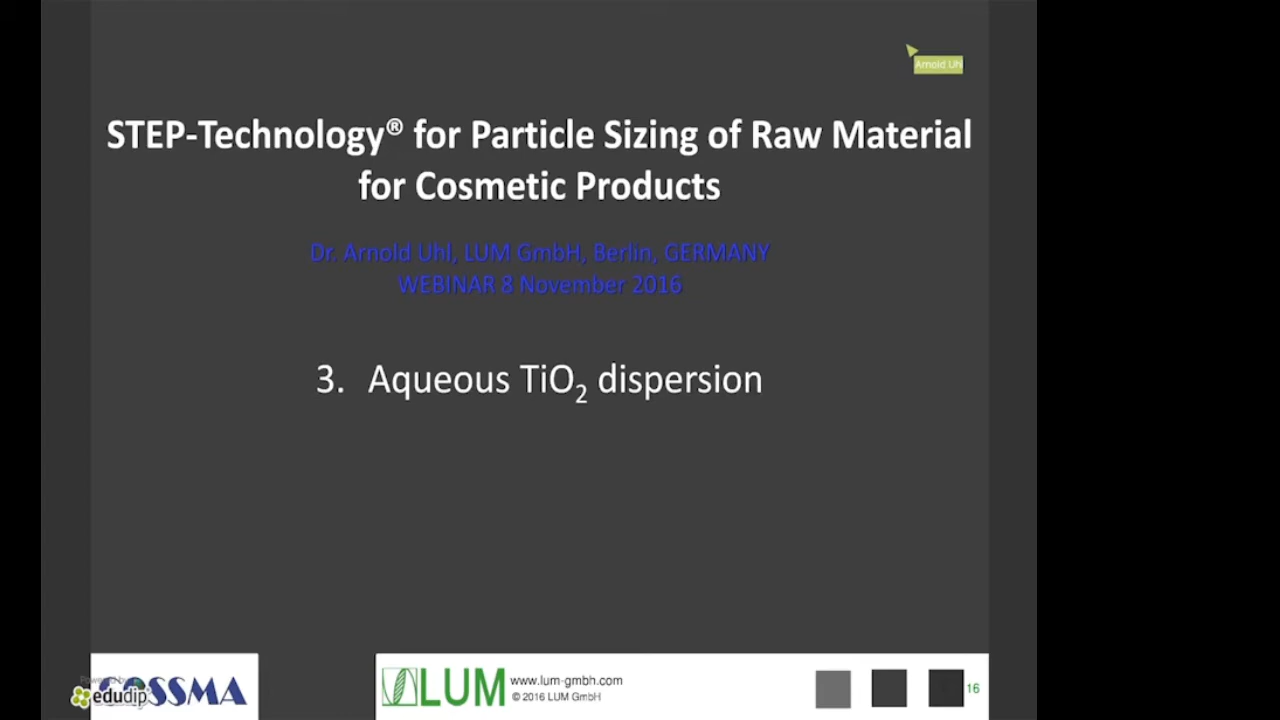 Arnold Uhl
STEP-Technology® for Particle Sizing of Raw Material
for Cosmetic Products
Dr. Arnold Uhl, LUM GmbH, Berlin, GERMANY
WEBINAR 8 November 2016
3. Aqueous TiO₂ dispersion
Powered by
edudip
COSSMA
LUM
www.lum-gmbh.com
© 2016 LUM GmbH
16